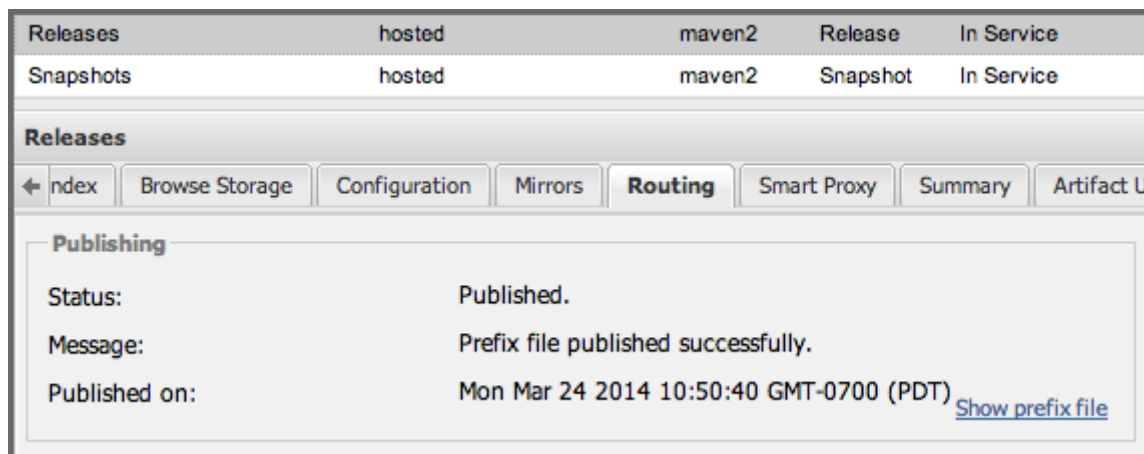 Releases hosted maven2 Release In Service
Snapshots hosted maven2 Snapshot In Service
Releases
ndex Browse Storage Configuration Mirrors Routing Smart Proxy Summary Artifact U
Publishing
Status: Published.
Message: Prefix file published successfully.
Published on: Mon Mar 24 2014 10:50:40 GMT-0700 (PDT)
Show prefix file